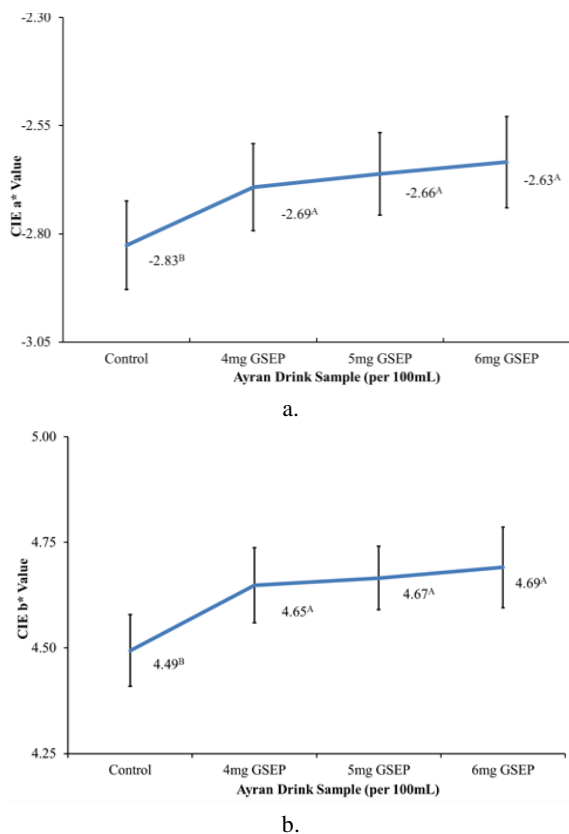 -2.30
-2.55
-2.80
-3.05
CIE a* Value
-2.83ᴮ
-2.69ᴬ
-2.66ᴬ
-2.63ᴬ
Control 4mg GSEP 5mg GSEP 6mg GSEP
Ayran Drink Sample (per 100mL)
a.
5.00
4.75
4.50
4.25
CIE b* Value
4.49ᴮ
4.65ᴬ
4.67ᴬ
4.69ᴬ
Control 4mg GSEP 5mg GSEP 6mg GSEP
Ayran Drink Sample (per 100mL)
b.